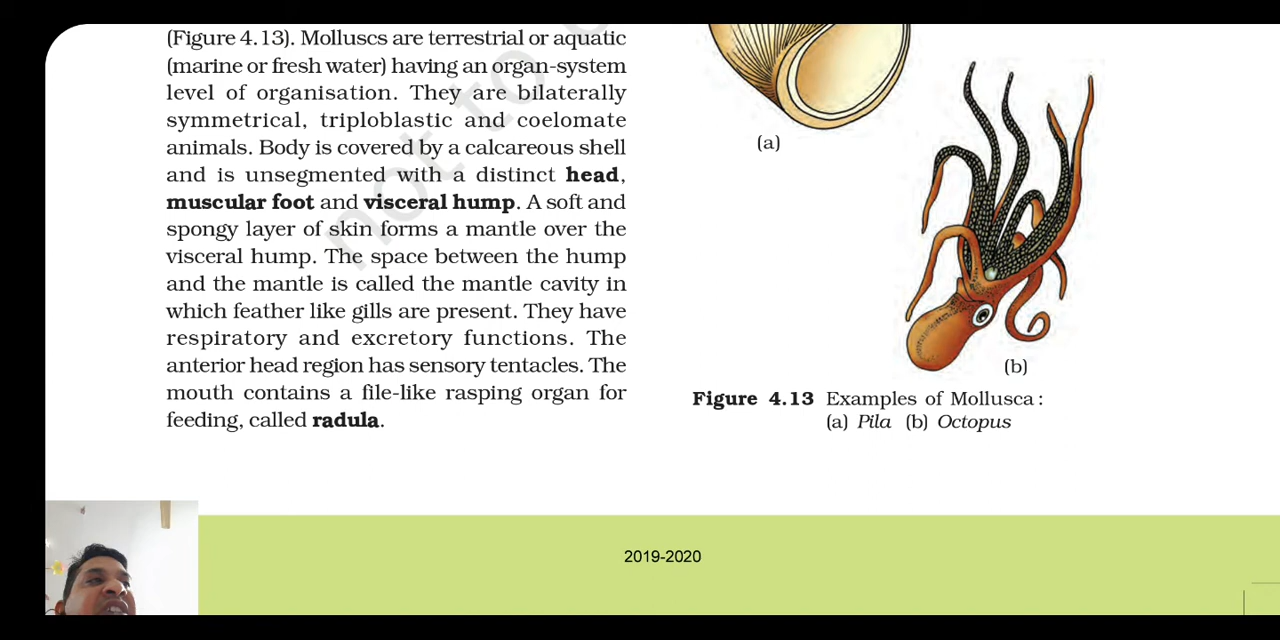 (Figure 4.13). Molluscs are terrestrial or aquatic
(marine or fresh water) having an organ-system
level of organisation. They are bilaterally
symmetrical, triploblastic and coelomate
animals. Body is covered by a calcareous shell
and is unsegmented with a distinct head,
muscular foot and visceral hump. A soft and
spongy layer of skin forms a mantle over the
visceral hump. The space between the hump
and the mantle is called the mantle cavity in
which feather like gills are present. They have
respiratory and excretory functions. The
anterior head region has sensory tentacles. The
mouth contains a file-like rasping organ for
feeding, called radula.
not to
(a)
(b)
Figure 4.13 Examples of Mollusca :
(a) Pila (b) Octopus
2019-2020